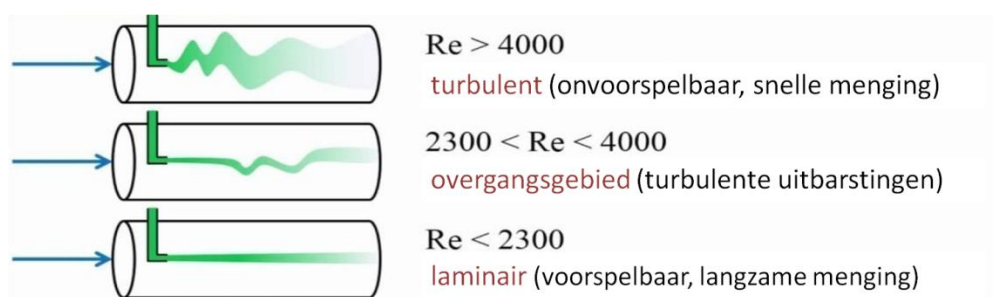 Re > 4000
turbulent (onvoorspelbaar, snelle menging)
2300 < Re < 4000
overgangsgebied (turbulente uitbarstingen)
Re < 2300
laminair (voorspelbaar, langzame menging)